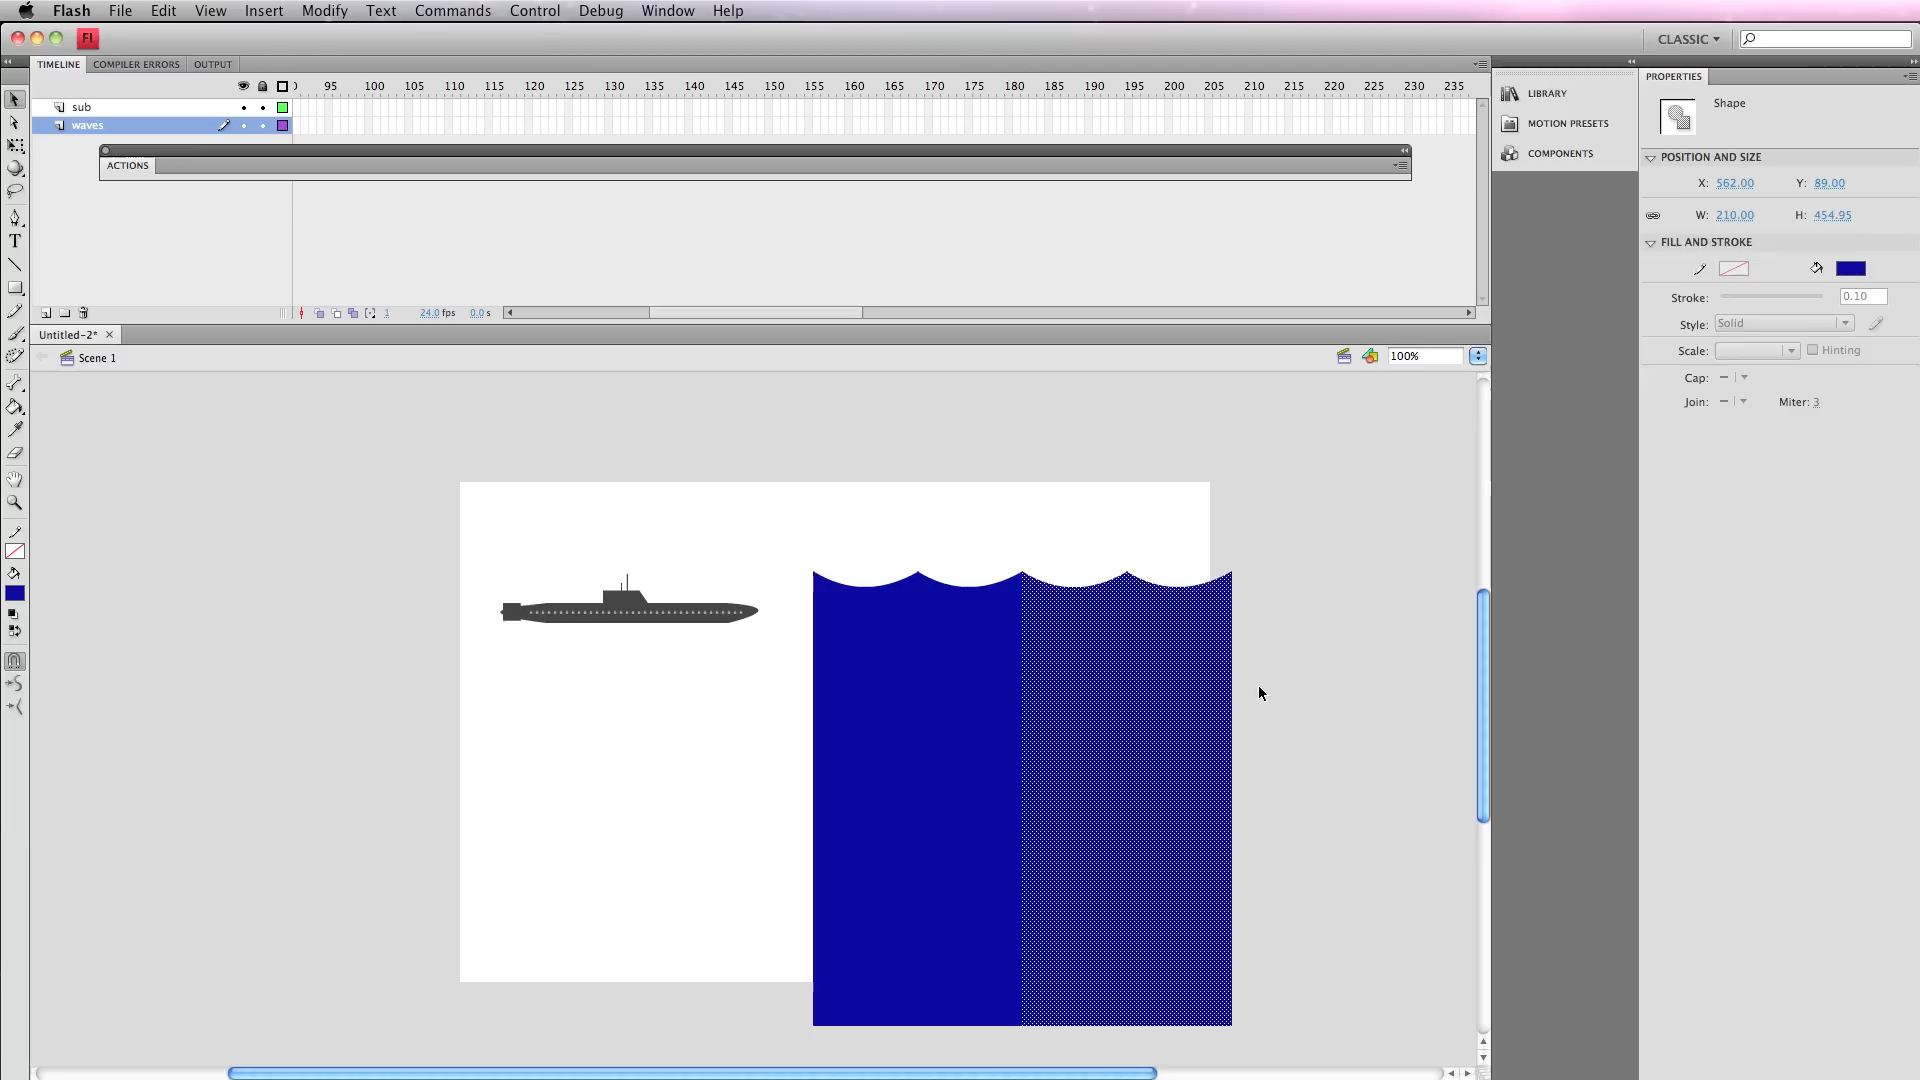 Flash File Edit View Insert Modify Text Commands Control Debug Window Help
Fl CLASSIC
TIMELINE COMPILER ERRORS OUTPUT
95 100 105 110 115 120 125 130 135 140 145 150 155 160 165 170 175 180 185 190 195 200 205 210 215 220 225 230 235
sub
waves
ACTIONS
1 24.0 fps 0.0 s
Untitled-2*
Scene 1
100%
LIBRARY
MOTION PRESETS
COMPONENTS
PROPERTIES
Shape
POSITION AND SIZE
X: 562.00 Y: 89.00
W: 210.00 H: 454.95
FILL AND STROKE
Stroke: 0.10
Style: Solid
Scale: Hinting
Cap:
Join: Miter: 3
T